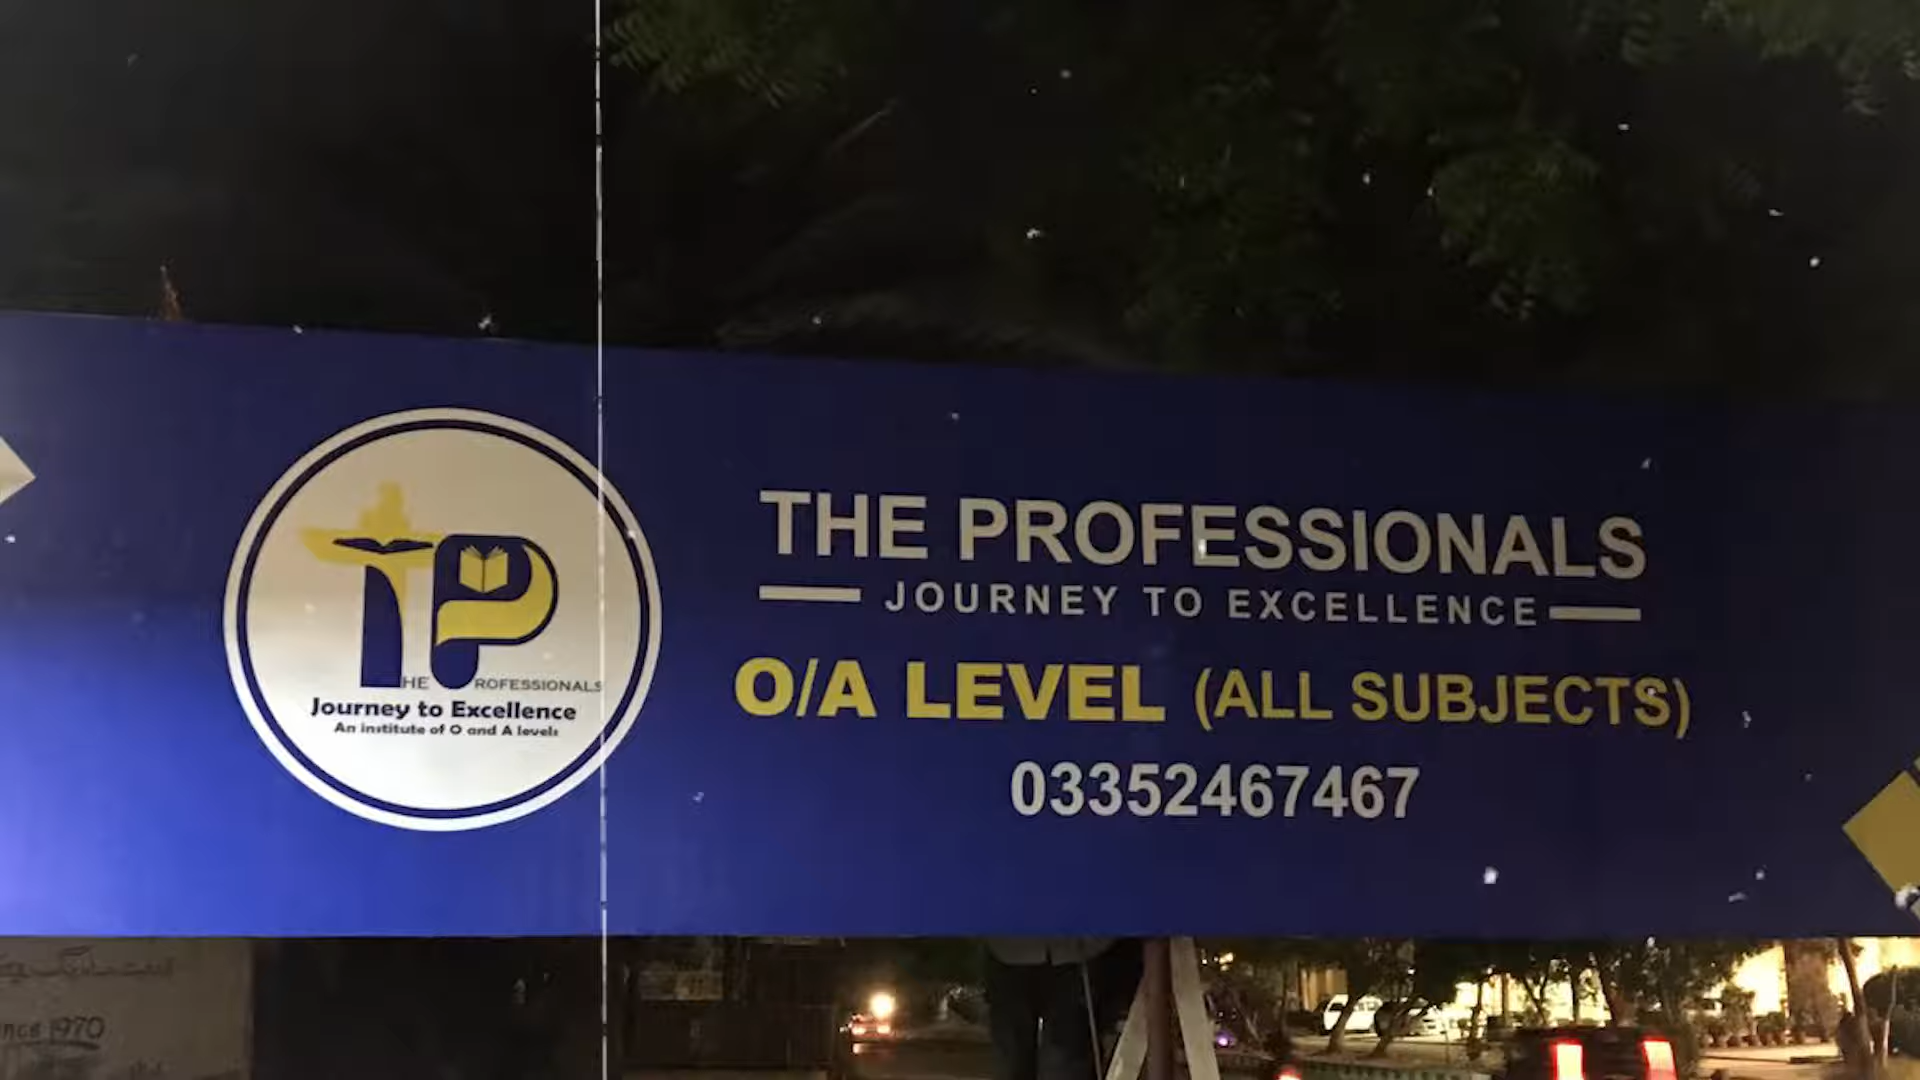 THE PROFESSIONALS
Journey to Excellence
An institute of O and A levels
THE PROFESSIONALS
JOURNEY TO EXCELLENCE
O/A LEVEL (ALL SUBJECTS)
03352467467
1970